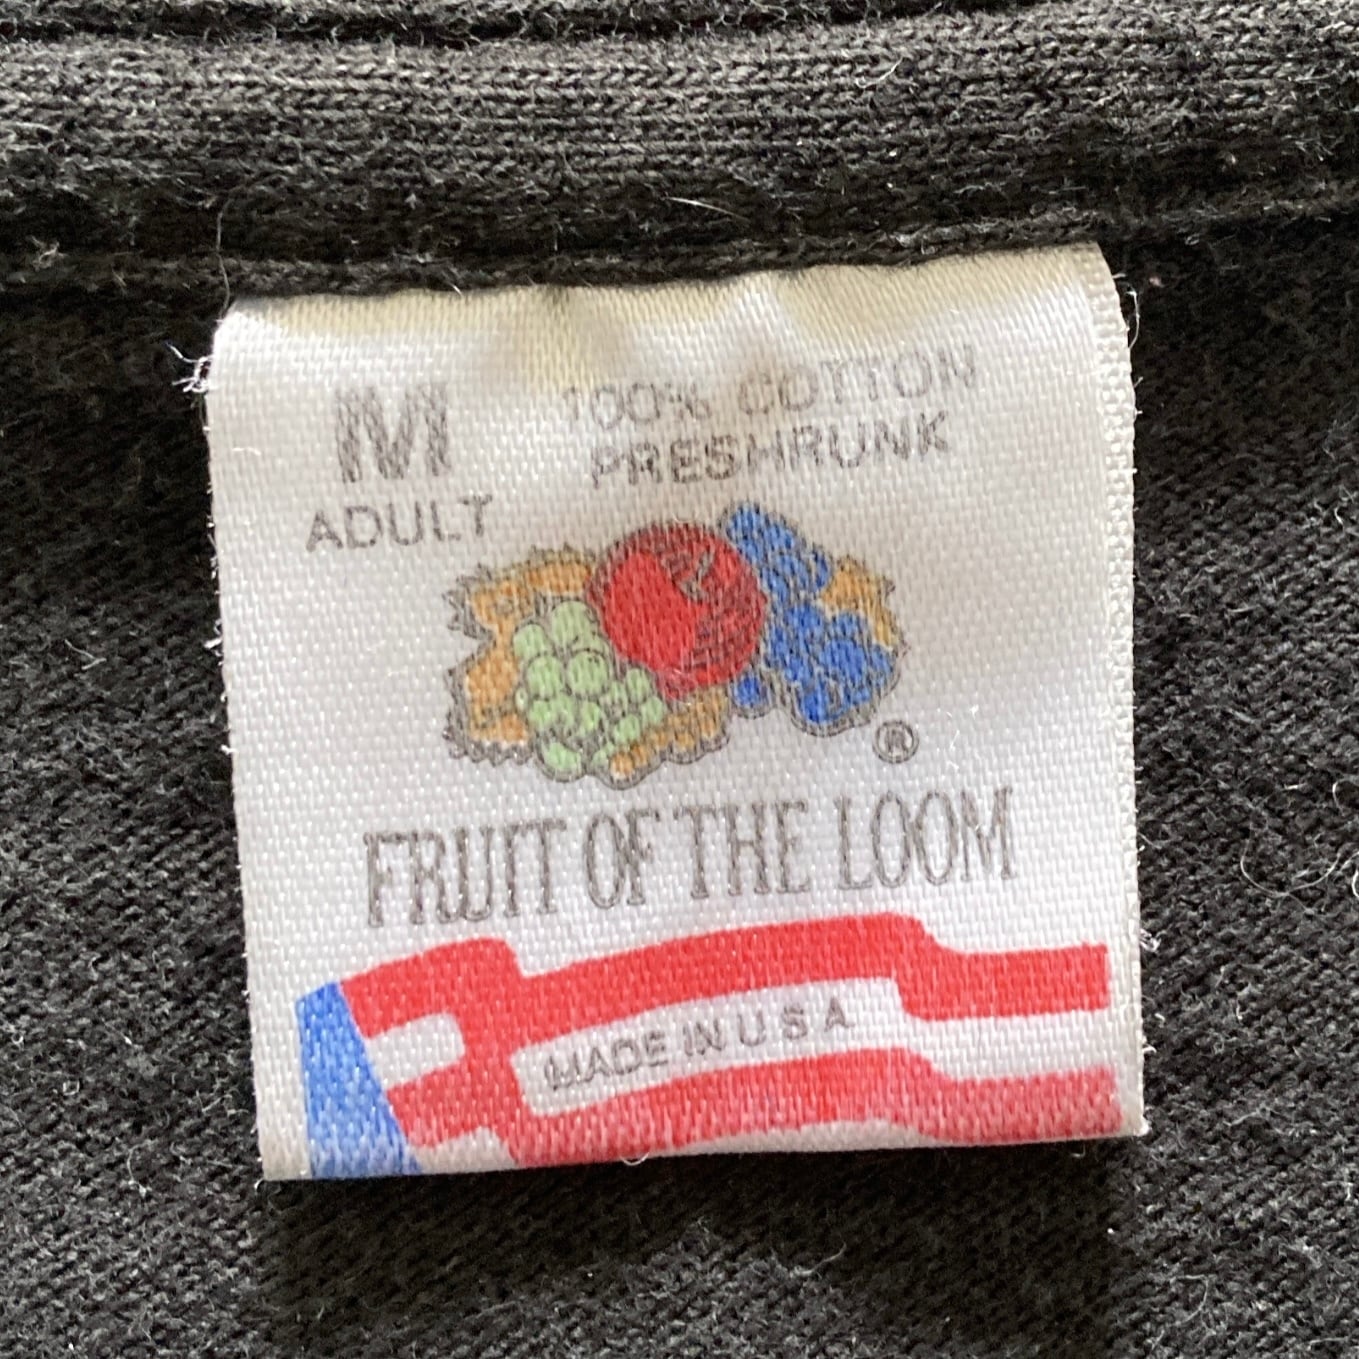 M
ADULT
100% COTTON
PRESHRUNK
®
FRUIT OF THE LOOM
MADE IN U S A